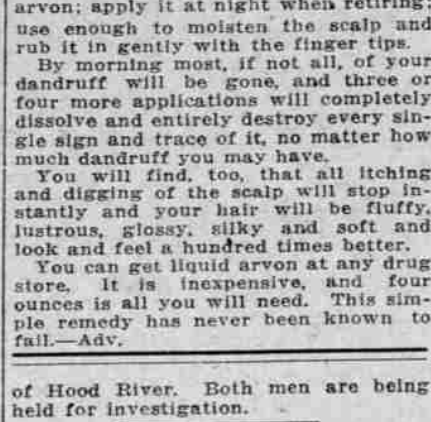 arvon; apply it at night when retiring;
use enough to moisten the scalp and
rub it in gently with the finger tips.
By morning most, if not all, of your
dandruff will be gone, and three or
four more applications will completely
dissolve and entirely destroy every sin-
gle sign and trace of it, no matter how
much dandruff you may have.
You will find, too, that all itching
and digging of the scalp will stop in-
stantly and your hair will be fluffy,
lustrous, glossy, silky and soft and
look and feel a hundred times better.
You can get liquid arvon at any drug
store. It is inexpensive, and four
ounces is all you will need. This sim-
ple remedy has never been known to
fail.—Adv.
of Hood River. Both men are being
held for investigation.